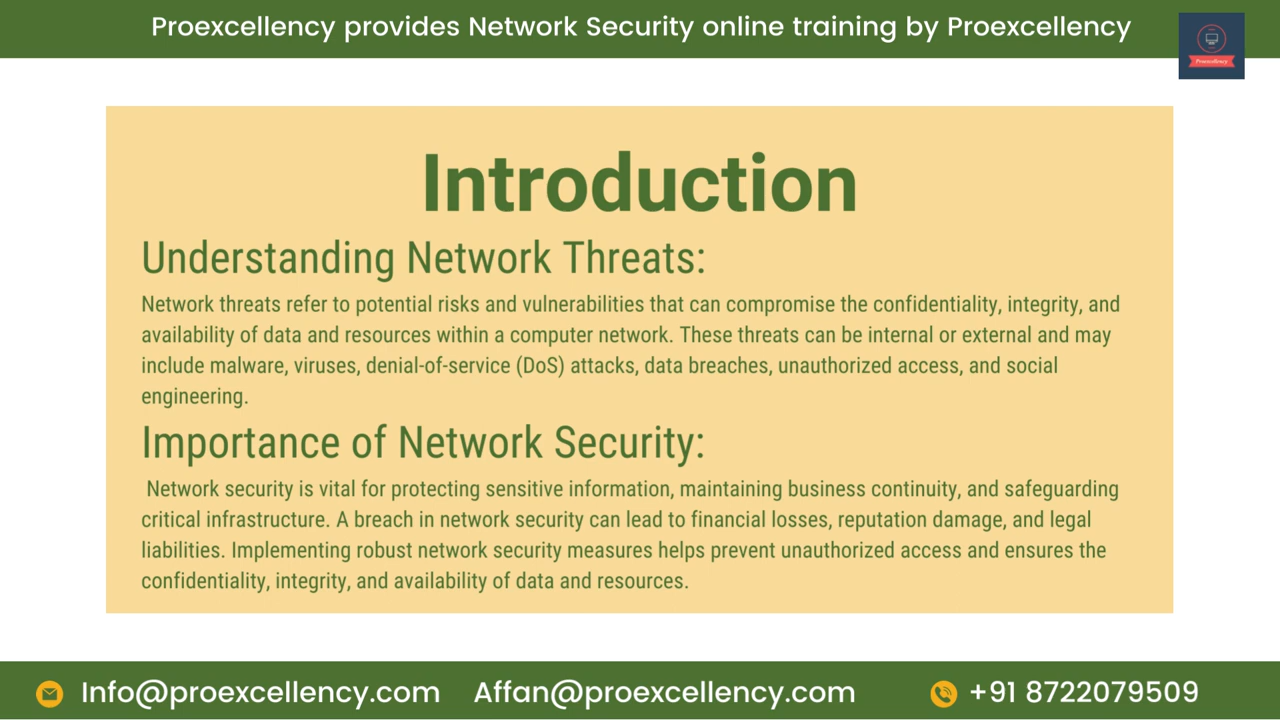 Proexcellency provides Network Security online training by Proexcellency
Proexcellency
Introduction
Understanding Network Threats:
Network threats refer to potential risks and vulnerabilities that can compromise the confidentiality, integrity, and
availability of data and resources within a computer network. These threats can be internal or external and may
include malware, viruses, denial-of-service (DoS) attacks, data breaches, unauthorized access, and social
engineering.
Importance of Network Security:
Network security is vital for protecting sensitive information, maintaining business continuity, and safeguarding
critical infrastructure. A breach in network security can lead to financial losses, reputation damage, and legal
liabilities. Implementing robust network security measures helps prevent unauthorized access and ensures the
confidentiality, integrity, and availability of data and resources.
Info@proexcellency.com Affan@proexcellency.com +91 8722079509